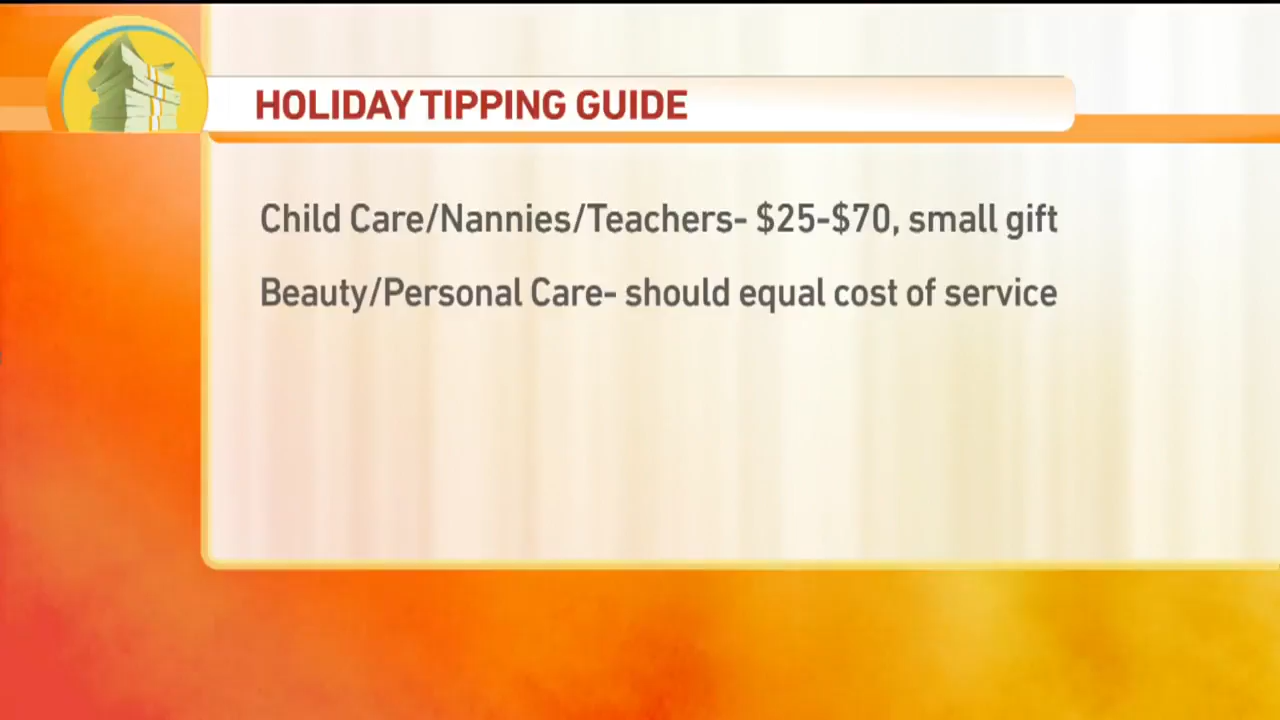 HOLIDAY TIPPING GUIDE
Child Care/Nannies/Teachers- $25-$70, small gift
Beauty/Personal Care- should equal cost of service